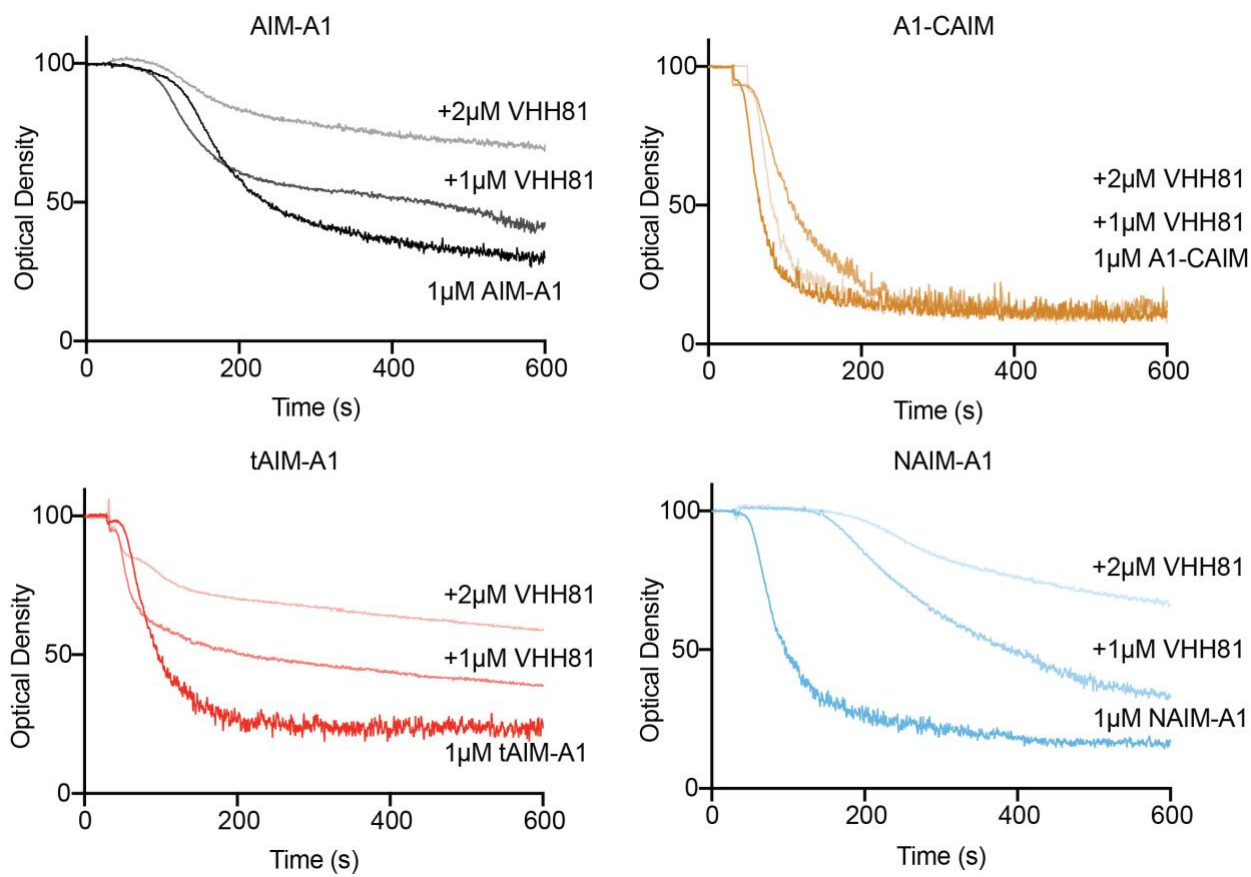 AIM-A1
100
50
0
Optical Density
+2µM VHH81
+1µM VHH81
1µM AIM-A1
0
200
400
600
Time (s)
A1-CAIM
100
50
0
Optical Density
+2µM VHH81
+1µM VHH81
1µM A1-CAIM
0
200
400
600
Time (s)
tAIM-A1
100
50
0
Optical Density
+2µM VHH81
+1µM VHH81
1µM tAIM-A1
0
200
400
600
Time (s)
NAIM-A1
100
50
0
Optical Density
+2µM VHH81
+1µM VHH81
1µM NAIM-A1
0
200
400
600
Time (s)